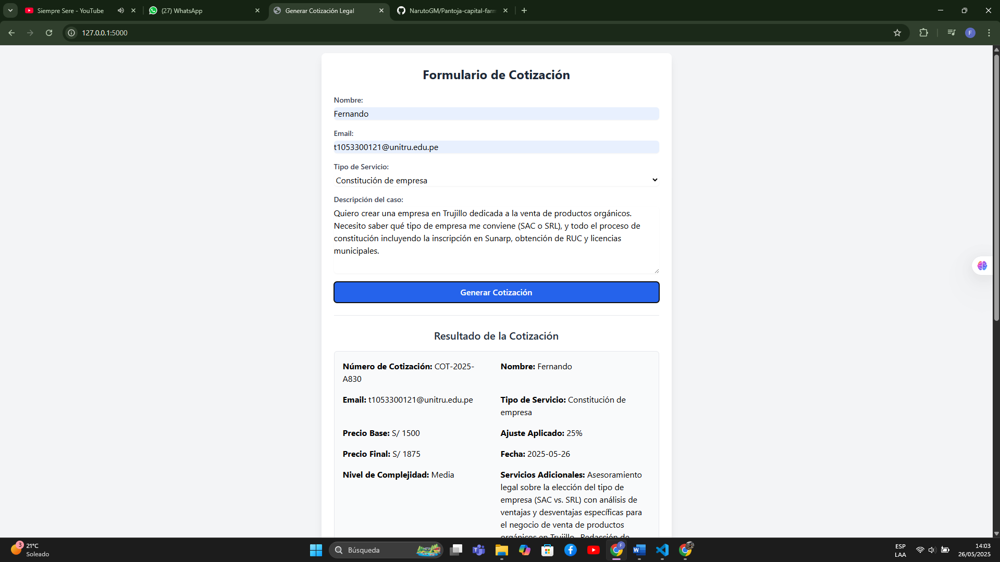 Siempre Sere - YouTube
(27) WhatsApp
Generar Cotización Legal
NarutoGM/Pantoja-capital-farm
127.0.0.1:5000
F
Formulario de Cotización
Nombre:
Fernando
Email:
t1053300121@unitru.edu.pe
Tipo de Servicio:
Constitución de empresa
Descripción del caso:
Quiero crear una empresa en Trujillo dedicada a la venta de productos orgánicos.
Necesito saber qué tipo de empresa me conviene (SAC o SRL), y todo el proceso de
constitución incluyendo la inscripción en Sunarp, obtención de RUC y licencias
municipales.
Generar Cotización
Resultado de la Cotización
Número de Cotización: COT-2025-
A830
Nombre: Fernando
Email: t1053300121@unitru.edu.pe
Tipo de Servicio: Constitución de
empresa
Precio Base: S/ 1500
Ajuste Aplicado: 25%
Precio Final: S/ 1875
Fecha: 2025-05-26
Nivel de Complejidad: Media
Servicios Adicionales: Asesoramiento
legal sobre la elección del tipo de
empresa (SAC vs. SRL) con análisis de
ventajas y desventajas específicas para
el negocio de venta de productos
orgánicos en Trujillo., Redacción de
3
21°C
Soleado
Búsqueda
F
ESP
LAA
14:03
26/05/2025